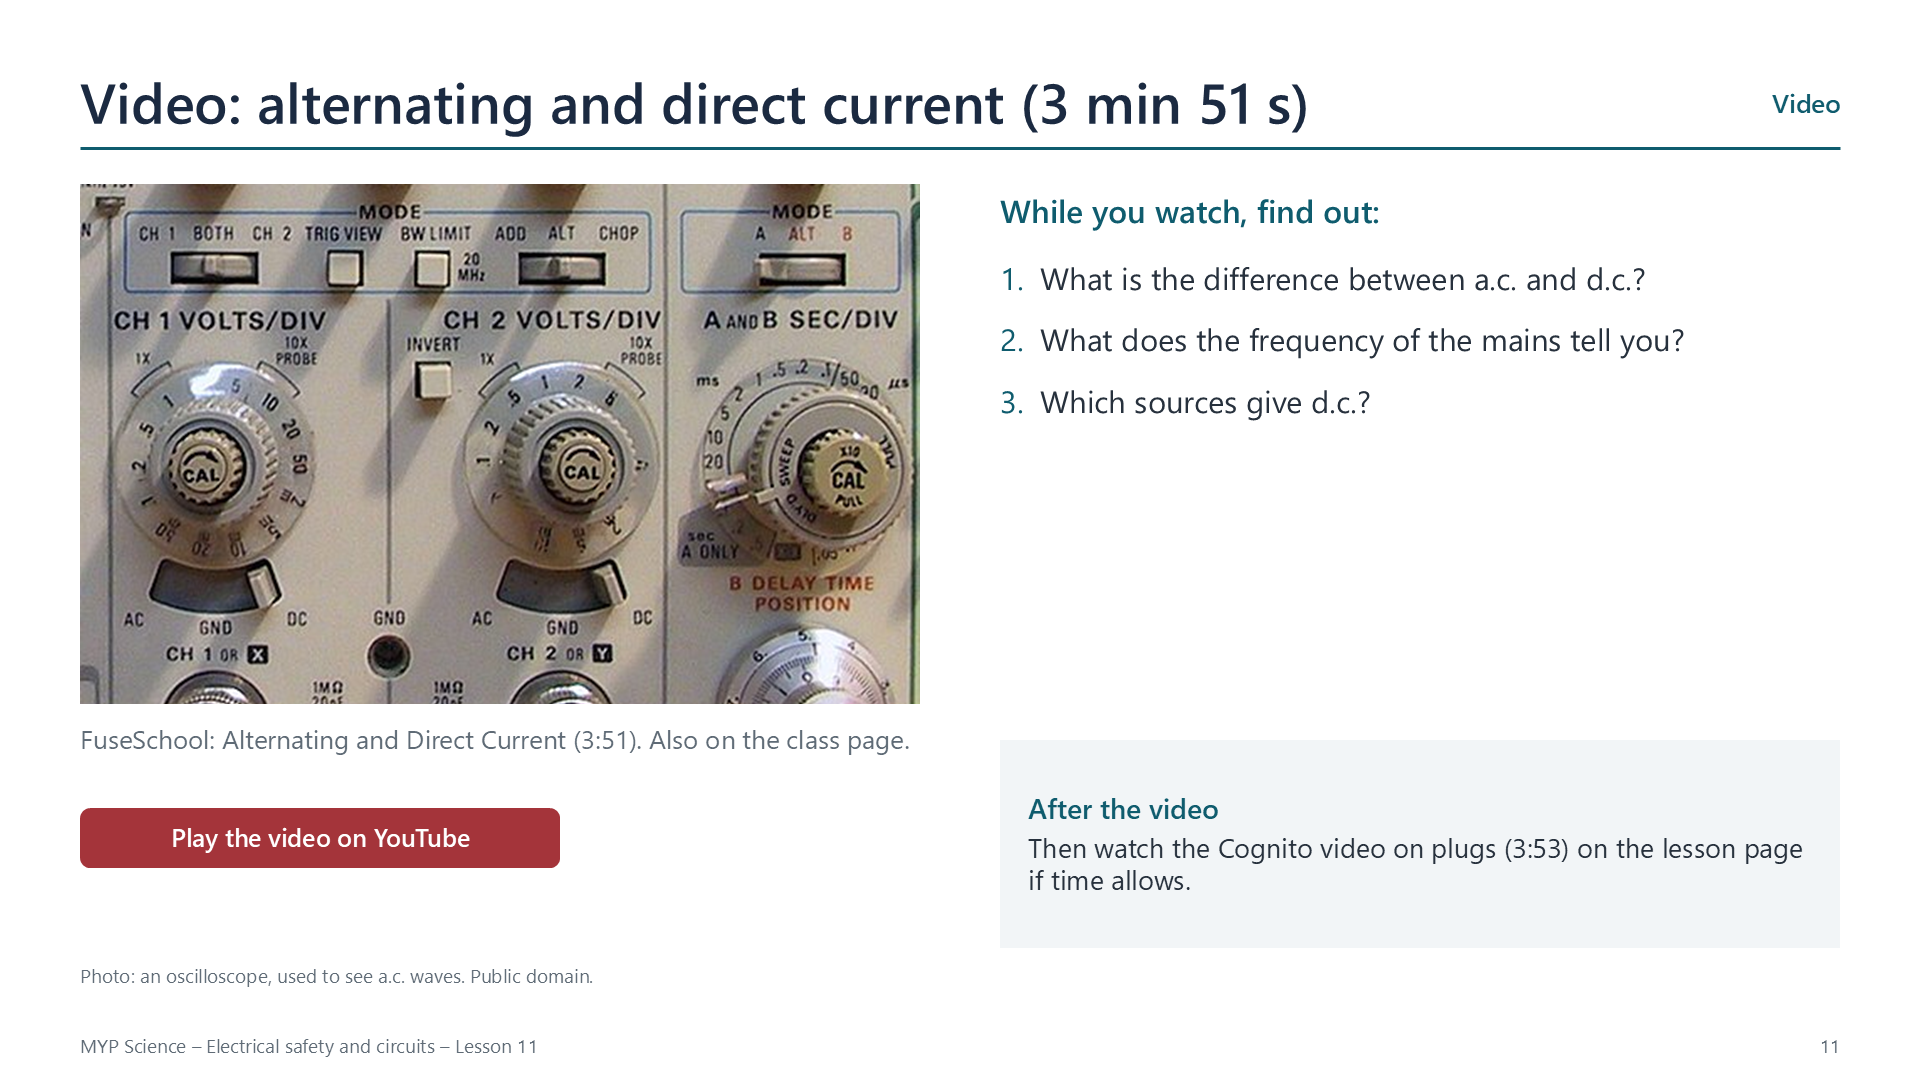 Video: alternating and direct current (3 min 51 s)
Video
MODE
CH 1 BOTH CH 2 TRIG VIEW BW LIMIT ADD ALT CHOP
20
MHz
MODE
A ALT B
CH 1 VOLTS/DIV
CH 2 VOLTS/DIV
A AND B SEC/DIV
1X
10X
PROBE
INVERT
1X
10X
PROBE
ms
µs
CAL
CAL
SWEEP
DLY'D
X10
CAL
PULL
PULL
sec
A ONLY
B DELAY TIME
POSITION
AC
GND
DC
GND
AC
GND
DC
CH 1 OR X
CH 2 OR Y
1MΩ
1MΩ
FuseSchool: Alternating and Direct Current (3:51). Also on the class page.
Play the video on YouTube
Photo: an oscilloscope, used to see a.c. waves. Public domain.
While you watch, find out:
1. What is the difference between a.c. and d.c.?
2. What does the frequency of the mains tell you?
3. Which sources give d.c.?
After the video
Then watch the Cognito video on plugs (3:53) on the lesson page
if time allows.
MYP Science – Electrical safety and circuits – Lesson 11
11